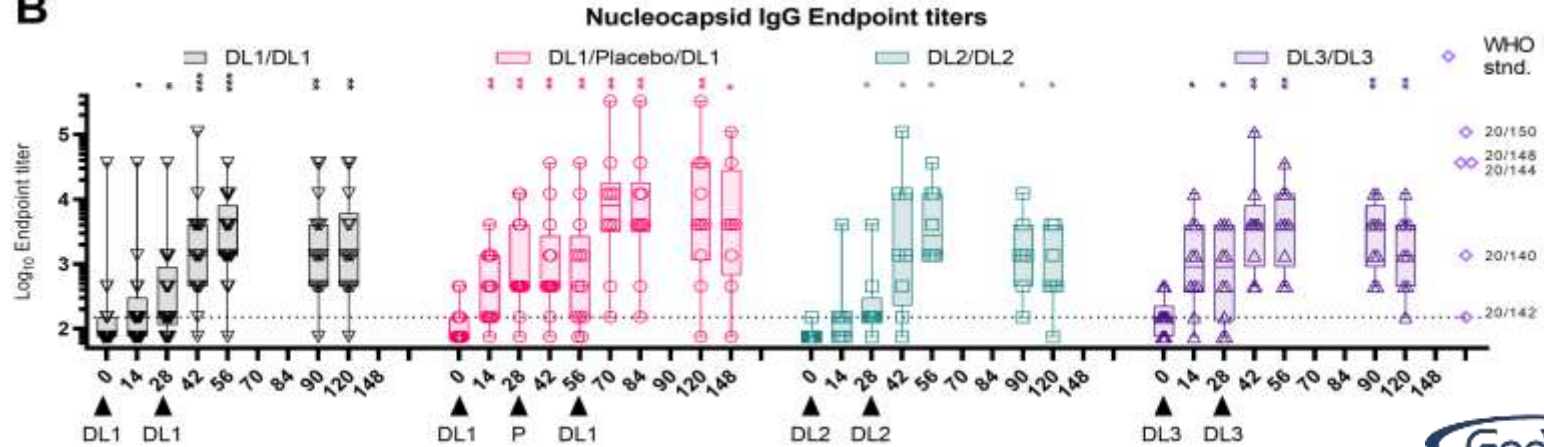 B
Nucleocapsid IgG Endpoint titers
DL1/DL1
DL1/Placebo/DL1
DL2/DL2
DL3/DL3
WHO
stnd.
Log10 Endpoint titer
5
4
3
2
20/150
20/148
20/144
20/140
20/142
0 14 28 42 56 70 84 90 120 148
0 14 28 42 56 70 84 90 120 148
0 14 28 42 56 70 84 90 120 148
0 14 28 42 56 70 84 90 120 148
DL1 DL1
DL1 P DL1
DL2 DL2
DL3 DL3